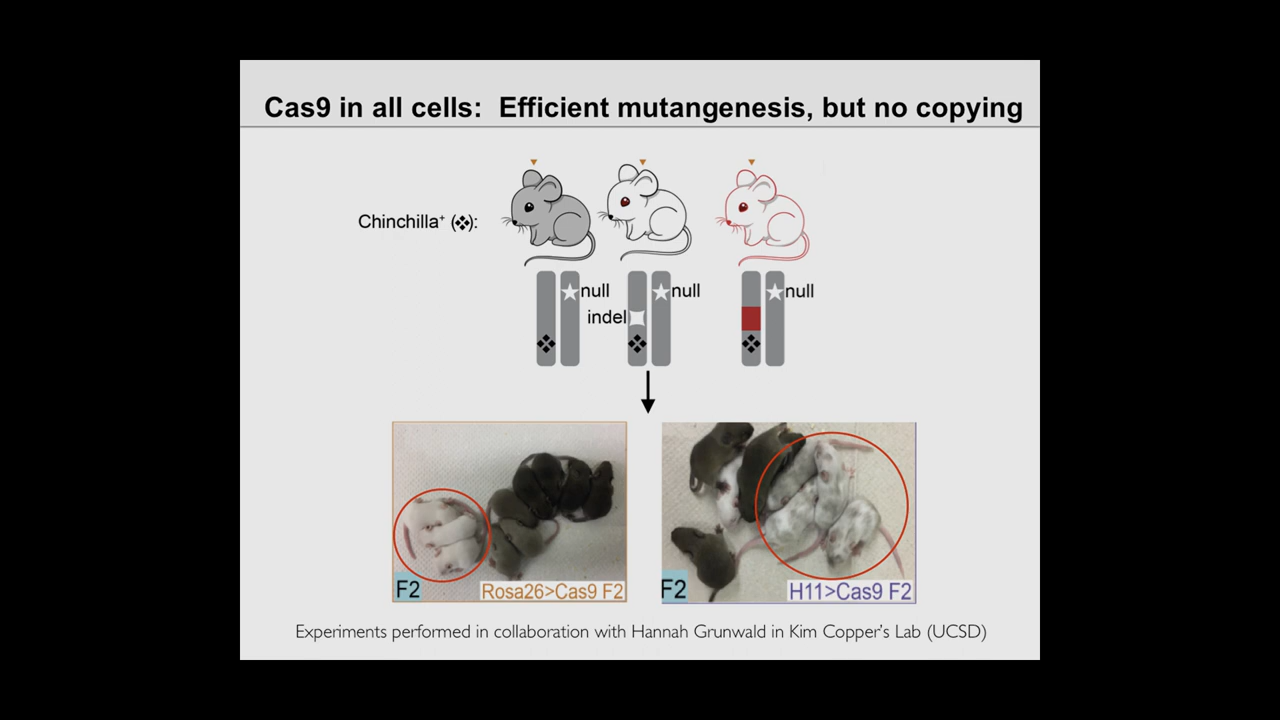 Cas9 in all cells: Efficient mutangenesis, but no copying
Chinchilla⁺ (❖):
null
null
null
indel
F2
Rosa26>Cas9 F2
F2
H11>Cas9 F2
Experiments performed in collaboration with Hannah Grunwald in Kim Copper's Lab (UCSD)